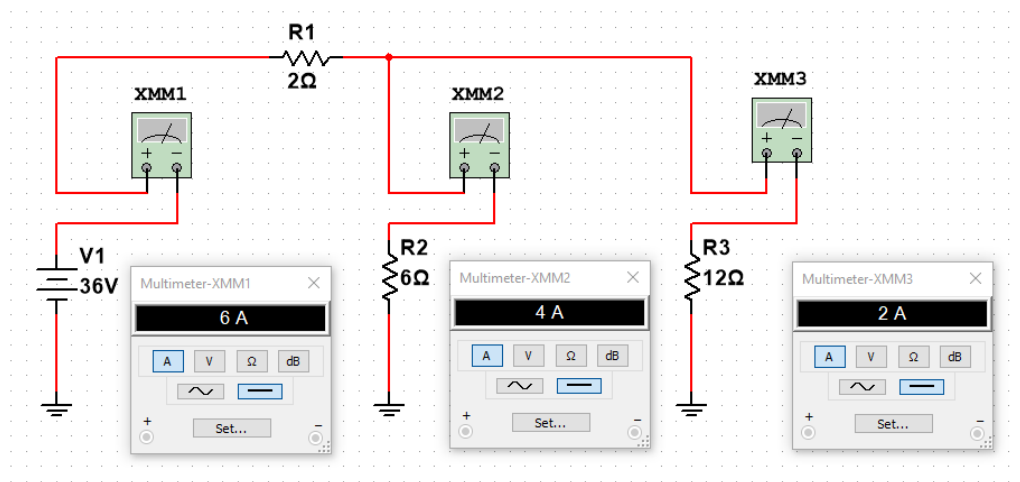 R1
2Ω
XMM1
XMM2
XMM3
+ −
+ −
+ −
V1
36V
R2
6Ω
R3
12Ω
Multimeter-XMM1
6 A
A V Ω dB
+ Set... −
Multimeter-XMM2
4 A
A V Ω dB
+ Set... −
Multimeter-XMM3
2 A
A V Ω dB
+ Set... −